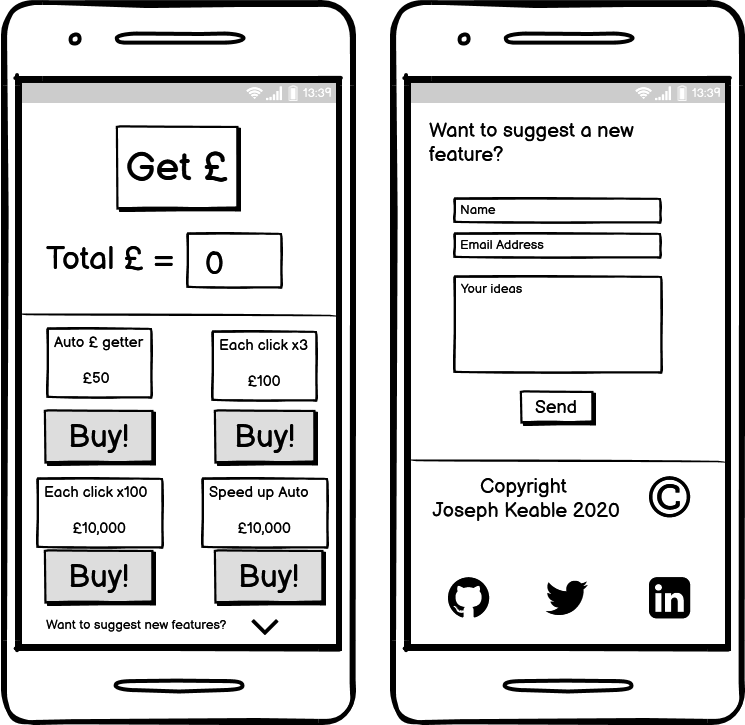 13:39
Get £
Total £ = 0
Auto £ getter
£50
Each click x3
£100
Buy!
Buy!
Each click x100
£10,000
Speed up Auto
£10,000
Buy!
Buy!
Want to suggest new features?
13:39
Want to suggest a new
feature?
Name
Email Address
Your ideas
Send
Copyright
Joseph Keable 2020
©
in